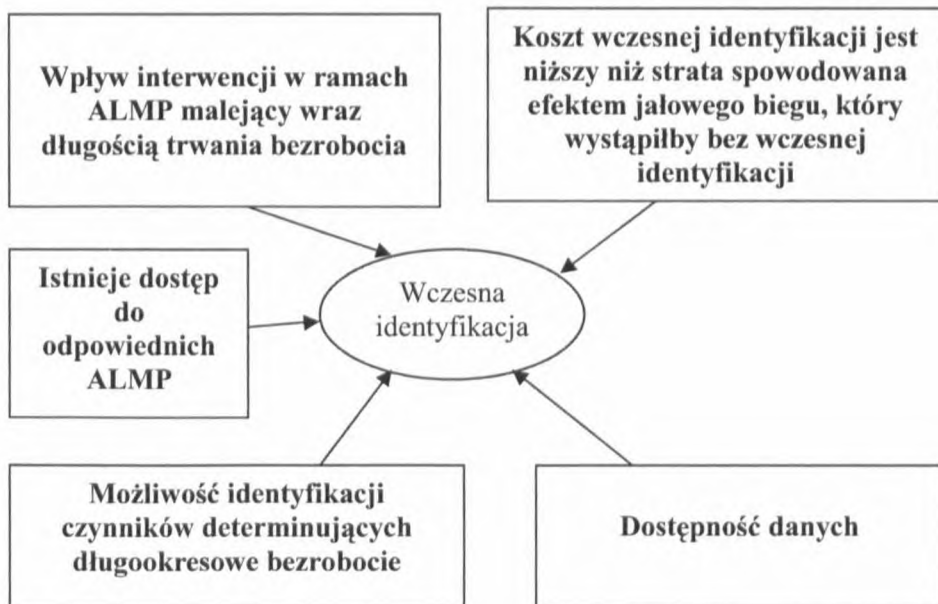 Wpływ interwencji w ramach
ALMP malejący wraz
długością trwania bezrobocia
Koszt wczesnej identyfikacji jest
niższy niż strata spowodowana
efektem jałowego biegu, który
wystąpiłby bez wczesnej
identyfikacji
Istnieje dostęp
do
odpowiednich
ALMP
Wczesna
identyfikacja
Możliwość identyfikacji
czynników determinujących
długookresowe bezrobocie
Dostępność danych